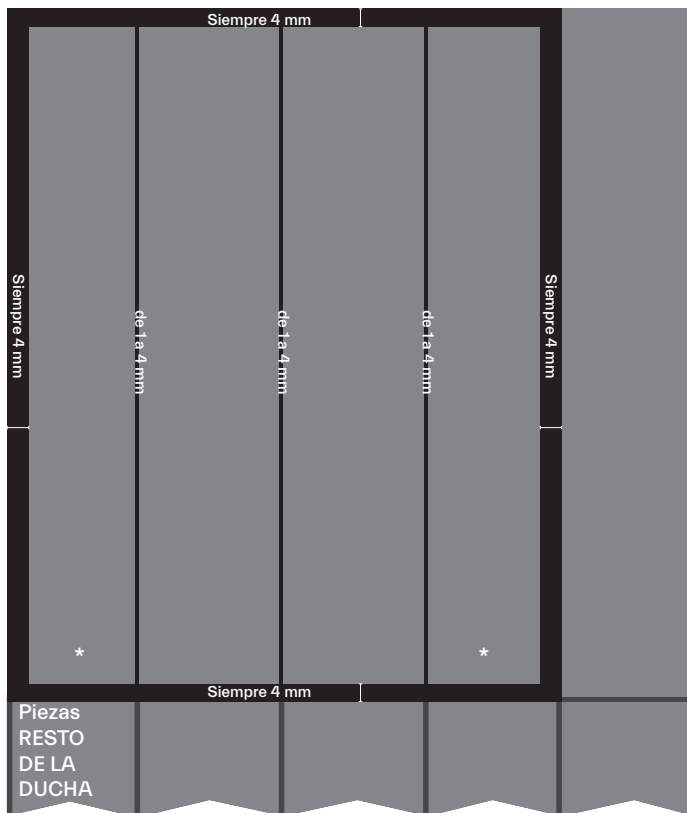 Siempre 4 mm
Siempre 4 mm
de 1 a 4 mm
de 1 a 4 mm
de 1 a 4 mm
Siempre 4 mm
*
*
Siempre 4 mm
Piezas
RESTO
DE LA
DUCHA